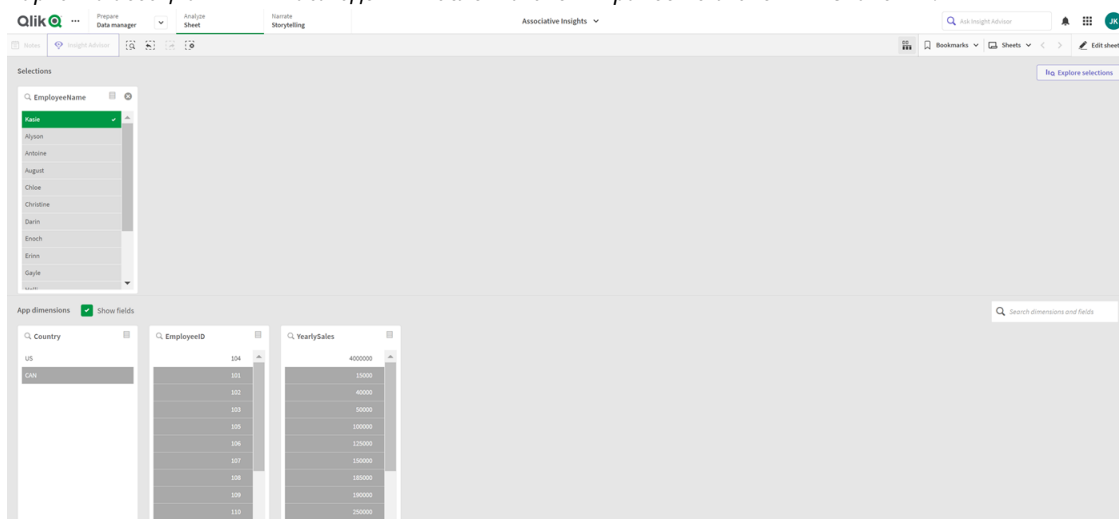 Qlik
Prepare
Data manager
Analyze
Sheet
Narrate
Storytelling
Associative Insights
Ask Insight Advisor
JK
Notes
Insight Advisor
Bookmarks
Sheets
Edit sheet
Selections
Explore selections
EmployeeName
Kasie
Alyson
Antoine
August
Chloe
Christine
Darin
Enoch
Erinn
Gayle
App dimensions
Show fields
Search dimensions and fields
Country
US
CAN
EmployeeID
104
101
102
103
105
106
107
108
109
110
YearlySales
4000000
15000
40000
50000
100000
125000
150000
185000
190000
250000